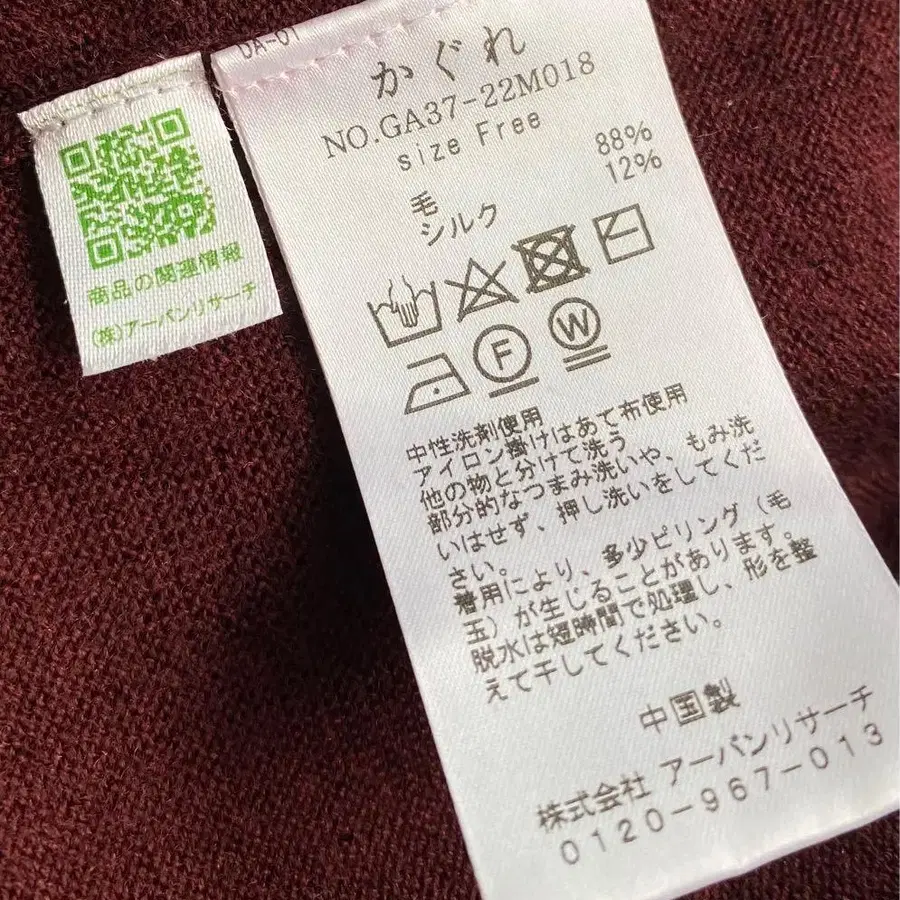 DA-01
かぐれ
NO.GA37-22M018
size Free
毛 88%
シルク 12%
F
W
中性洗剤使用
アイロン掛けはあて布使用
他の物と分けて洗う
部分的なつまみ洗いや、もみ洗
いはせず、押し洗いをしてくだ
さい。
着用により、多少ピリング(毛
玉)が生じることがあります。
脱水は短時間で処理し、形を整
えて干してください。
中国製
株式会社 アーバンリサーチ
0120-967-013
商品の関連情報
(株)アーバンリサーチ